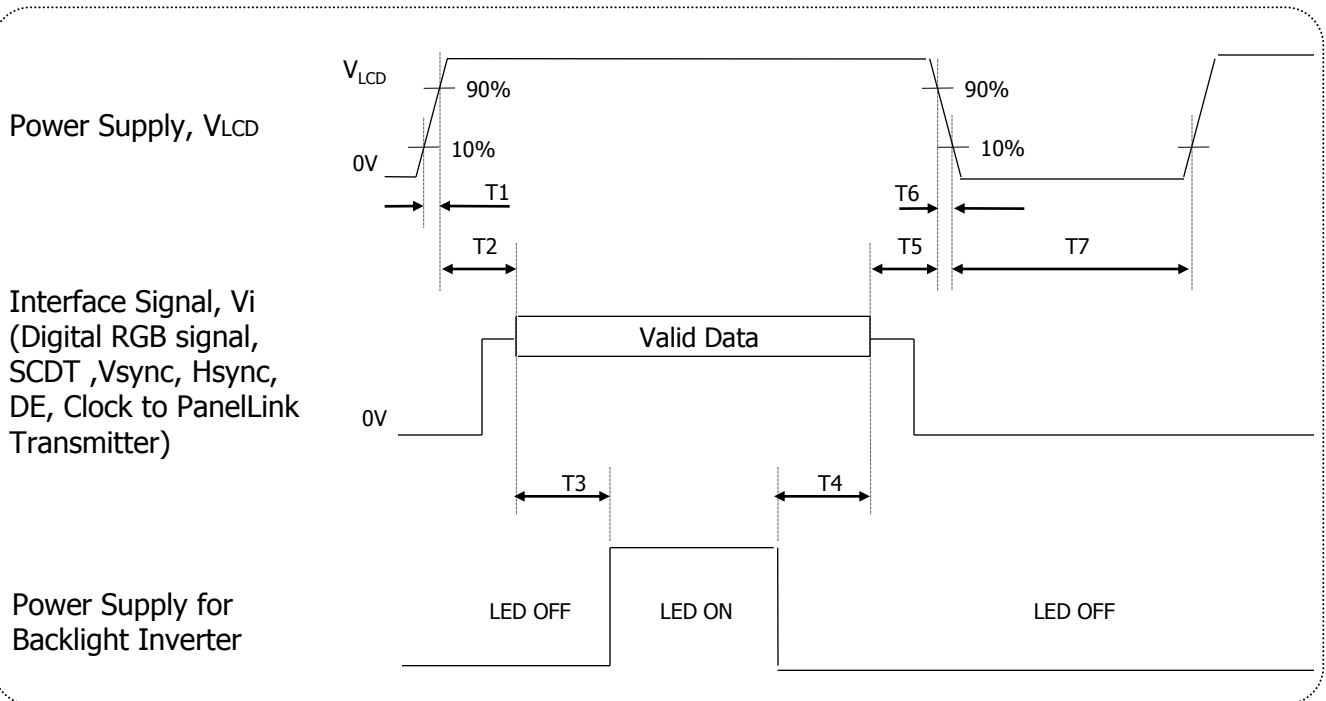 VLCD
90%
90%
Power Supply, VLCD
10%
10%
0V
T1
T6
T2
T5
T7
Interface Signal, Vi
(Digital RGB signal,
SCDT ,Vsync, Hsync,
DE, Clock to PanelLink
Transmitter)
Valid Data
0V
T3
T4
Power Supply for
Backlight Inverter
LED OFF
LED ON
LED OFF